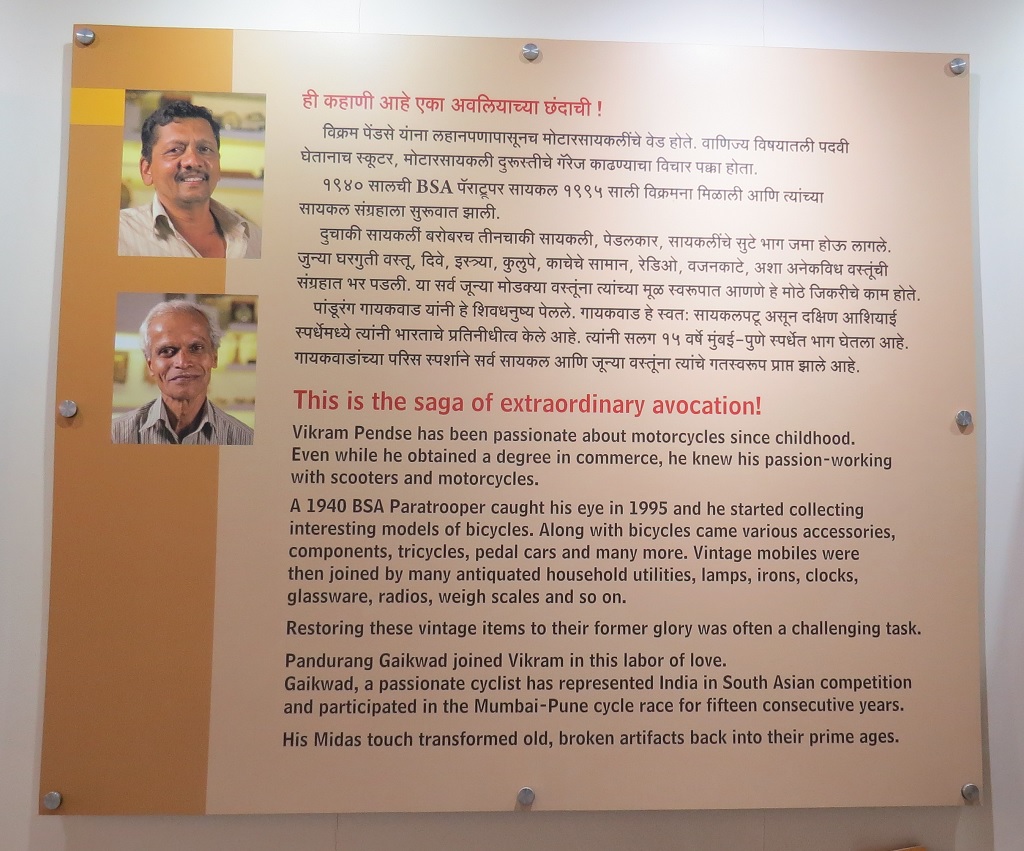 ही कहाणी आहे एका अवलियाच्या छंदाची !
विक्रम पेंडसे यांना लहानपणापासूनच मोटारसायकलींचे वेड होते. वाणिज्य विषयातली पदवी
घेतानाच स्कूटर, मोटारसायकली दुरूस्तीचे गॅरेज काढण्याचा विचार पक्का होता.
१९४० सालची BSA पॅराट्रूपर सायकल १९९५ साली विक्रमना मिळाली आणि त्यांच्या
सायकल संग्रहाला सुरूवात झाली.
दुचाकी सायकलीं बरोबरच तीनचाकी सायकली, पेडलकार, सायकलींचे सुटे भाग जमा होऊ लागले.
जुन्या घरगुती वस्तू, दिवे, इस्त्र्या, कुलुपे, काचेचे सामान, रेडिओ, वजनकाटे, अशा अनेकविध वस्तूंची
संग्रहात भर पडली. या सर्व जून्या मोडक्या वस्तूंना त्यांच्या मूळ स्वरूपात आणणे हे मोठे जिकरीचे काम होते.
पांडूरंग गायकवाड यांनी हे शिवधनुष्य पेलले. गायकवाड हे स्वतः सायकलपटू असून दक्षिण आशियाई
स्पर्धेमध्ये त्यांनी भारताचे प्रतिनीधीत्व केले आहे. त्यांनी सलग १५ वर्षे मुंबई-पुणे स्पर्धेत भाग घेतला आहे.
गायकवाडांच्या परिस स्पर्शाने सर्व सायकल आणि जून्या वस्तूंना त्यांचे गतस्वरूप प्राप्त झाले आहे.
This is the saga of extraordinary avocation!
Vikram Pendse has been passionate about motorcycles since childhood.
Even while he obtained a degree in commerce, he knew his passion-working
with scooters and motorcycles.
A 1940 BSA Paratrooper caught his eye in 1995 and he started collecting
interesting models of bicycles. Along with bicycles came various accessories,
components, tricycles, pedal cars and many more. Vintage mobiles were
then joined by many antiquated household utilities, lamps, irons, clocks,
glassware, radios, weigh scales and so on.
Restoring these vintage items to their former glory was often a challenging task.
Pandurang Gaikwad joined Vikram in this labor of love.
Gaikwad, a passionate cyclist has represented India in South Asian competition
and participated in the Mumbai-Pune cycle race for fifteen consecutive years.
His Midas touch transformed old, broken artifacts back into their prime ages.